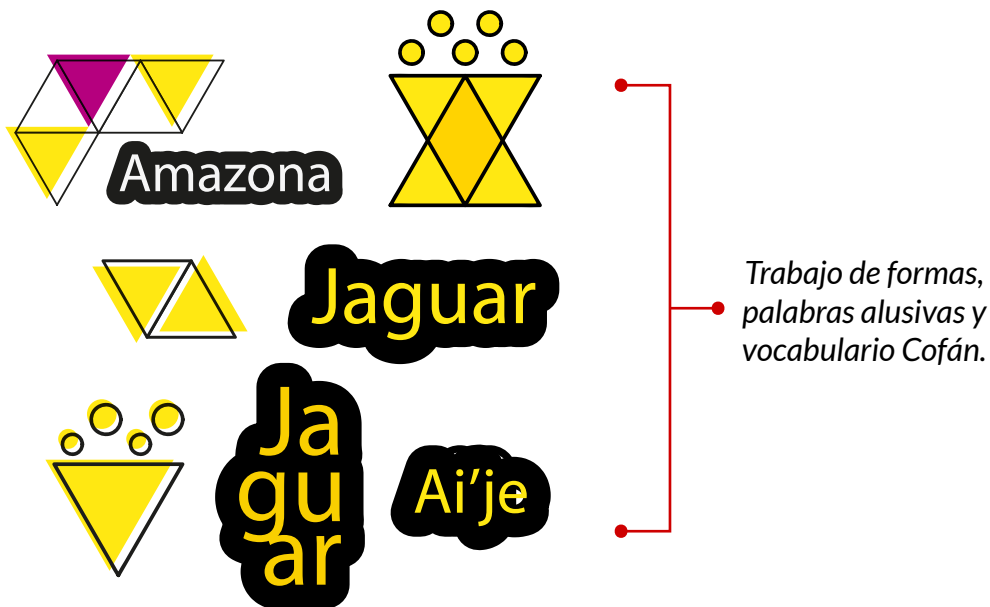 Amazona
Jaguar
Ja
gu
ar
Ai’je
Trabajo de formas,
palabras alusivas y
vocabulario Cofán.